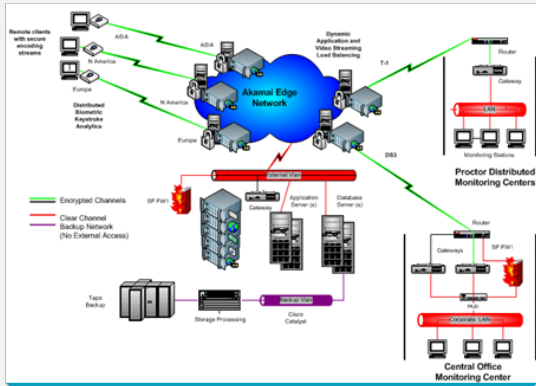 Remote clients
with secure
encoding
streams
ASIA
N America
Europe
Distributed
Biometric
Keystroke
Analytics
ASIA
N America
Europe
Akamai Edge
Network
Dynamic
Application and
Video Streaming
Load Balancing
T-1
DS3
Router
Gateway
LAN
Monitoring Stations
Proctor Distributed
Monitoring Centers
External Vlan
SP FW1
Gateway
Application
Server (s)
Database
Server (s)
Encrypted Channels
Clear Channel
Backup Network
(No External Access)
Tape
Backup
Storage Processing
Backup Vlan
Cisco
Catalyst
Router
Gateways
SP FW1
Hub
Corporate LAN
Central Office
Monitoring Center